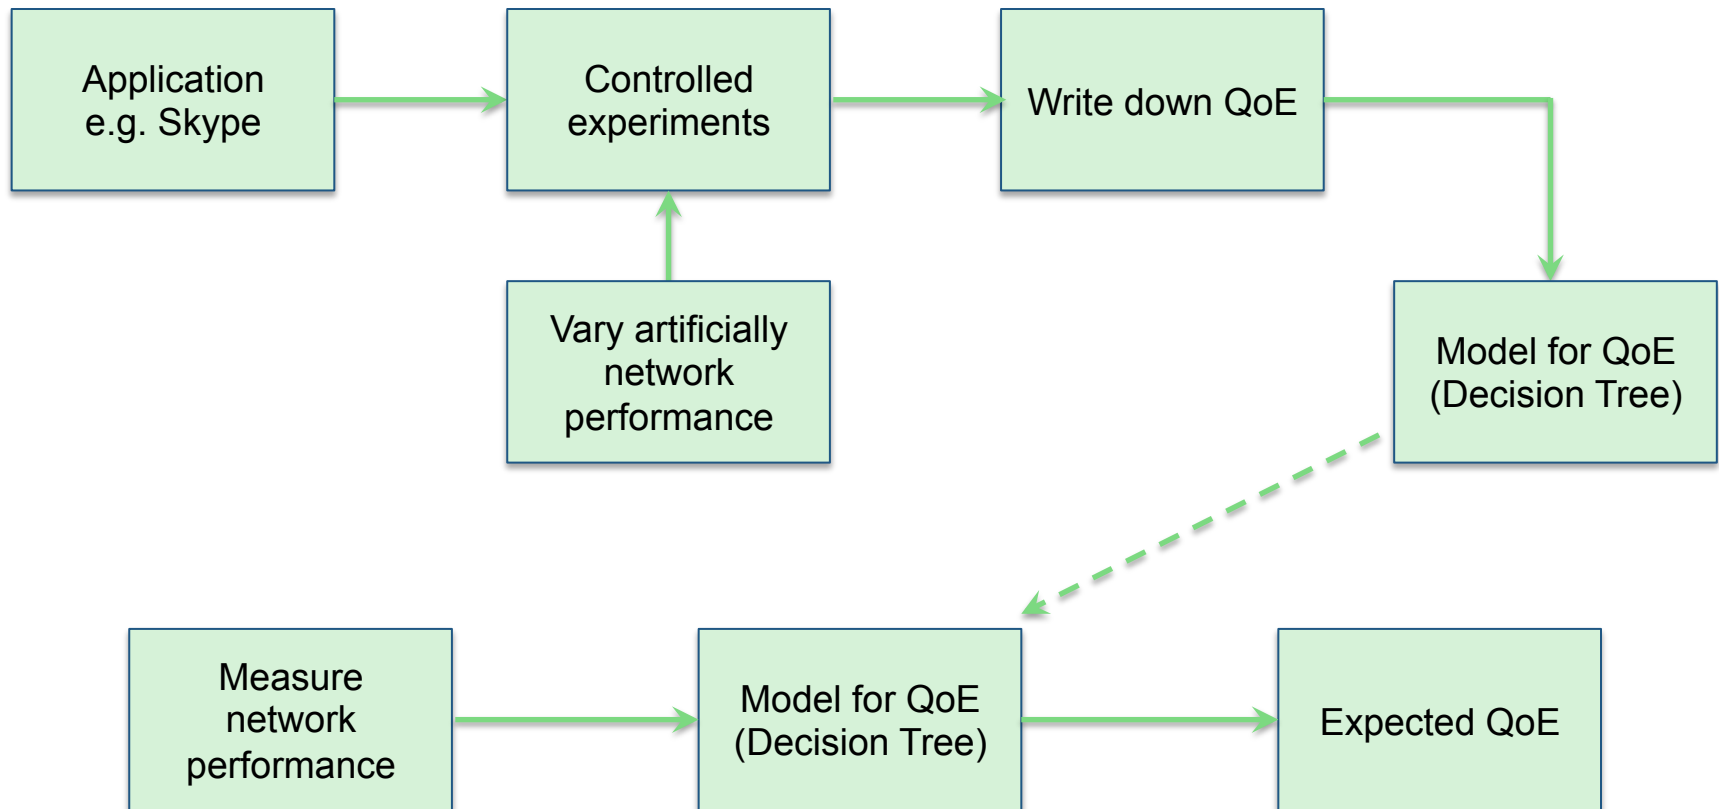 Application
e.g. Skype
Controlled
experiments
Write down QoE
Vary artificially
network
performance
Model for QoE
(Decision Tree)
Measure
network
performance
Model for QoE
(Decision Tree)
Expected QoE